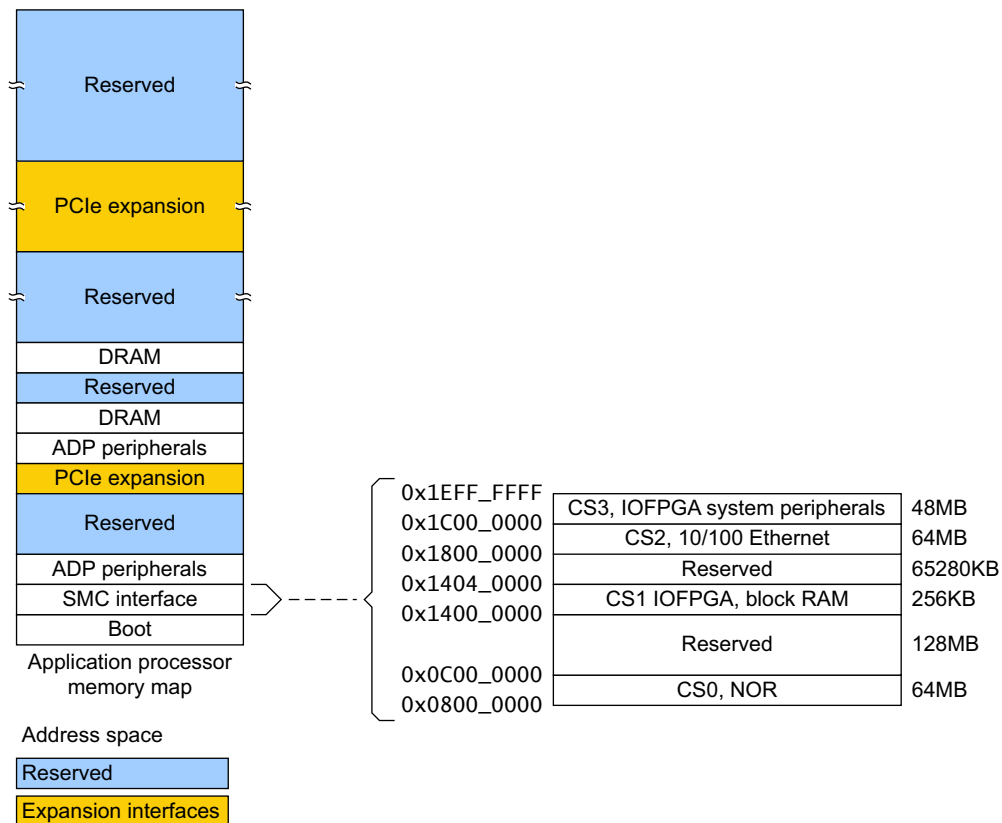 Reserved
PCIe expansion
Reserved
DRAM
Reserved
DRAM
ADP peripherals
PCIe expansion
Reserved
ADP peripherals
SMC interface
Boot
Application processor
memory map
0x1EFF_FFFF
CS3, IOFPGA system peripherals 48MB
0x1C00_0000
CS2, 10/100 Ethernet 64MB
0x1800_0000
Reserved 65280KB
0x1404_0000
CS1 IOFPGA, block RAM 256KB
0x1400_0000
Reserved 128MB
0x0C00_0000
CS0, NOR 64MB
0x0800_0000
Address space
Reserved
Expansion interfaces